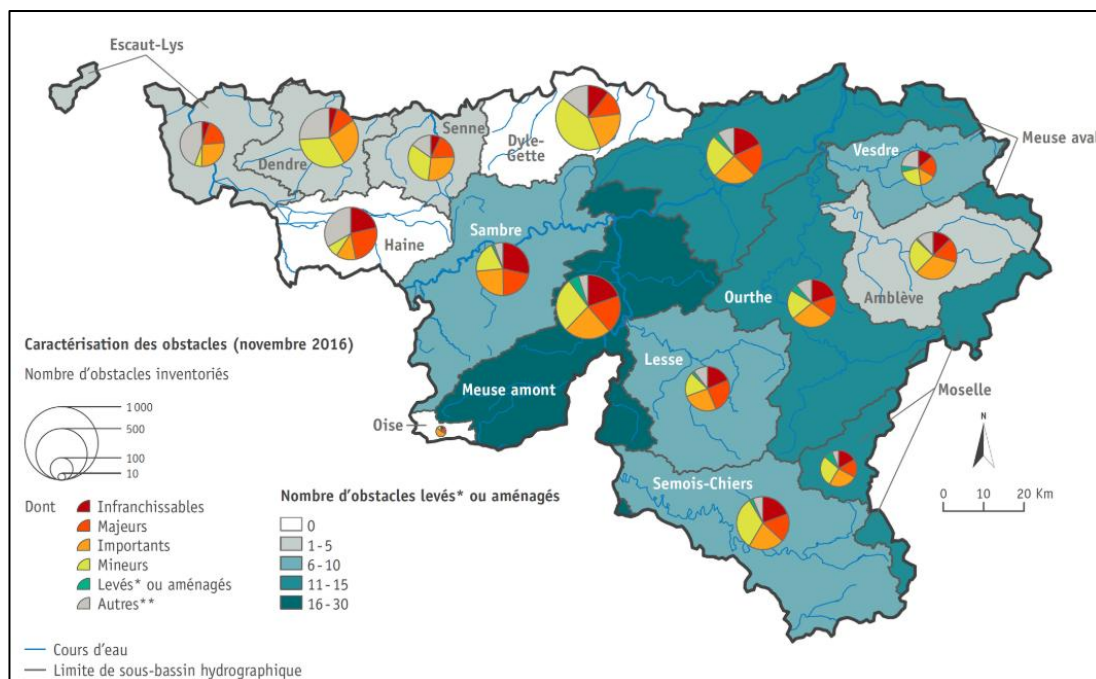 Escaut-Lys
Senne
Dyle-
Gette
Dendre
Meuse aval
Vesdre
Haine
Sambre
Ourthe
Amblève
Lesse
Meuse amont
Moselle
Oise
Semois-Chiers
N
0 10 20 Km
Caractérisation des obstacles (novembre 2016)
Nombre d'obstacles inventoriés
1 000
500
100
10
Dont
Infranchissables
Majeurs
Importants
Mineurs
Levés* ou aménagés
Autres**
Cours d'eau
Limite de sous-bassin hydrographique
Nombre d'obstacles levés* ou aménagés
0
1 - 5
6 - 10
11 - 15
16 - 30